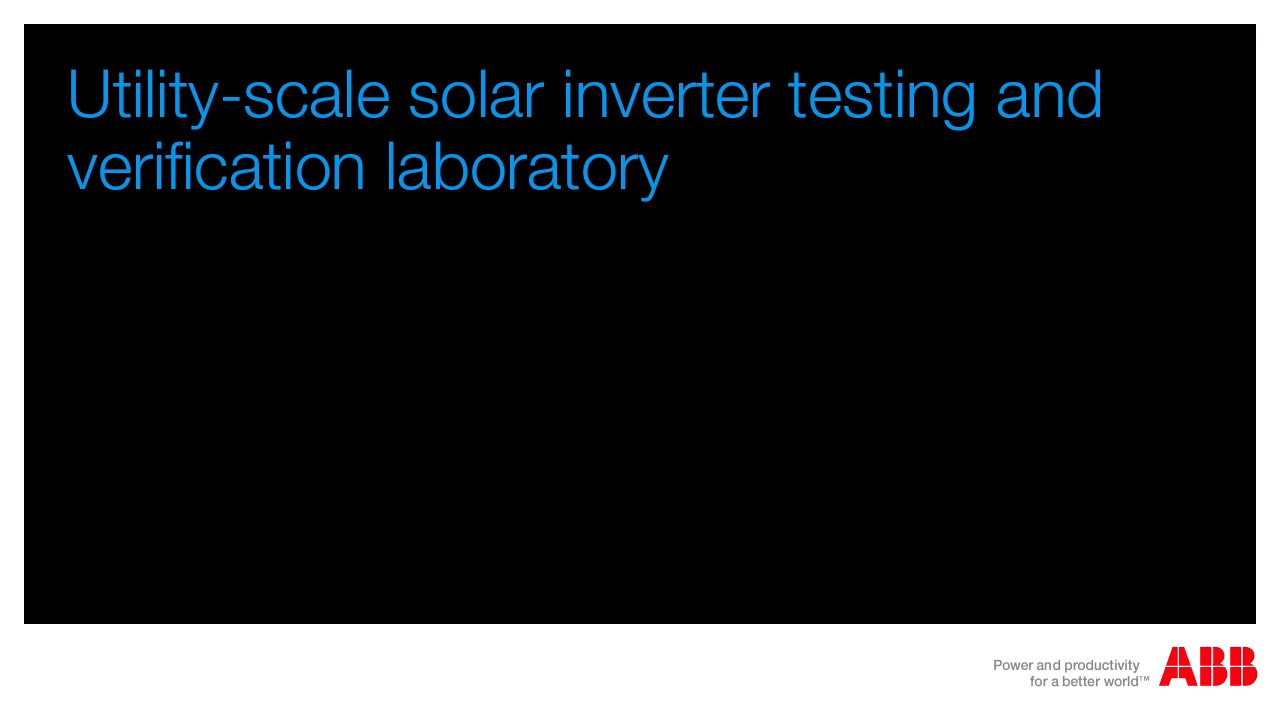 Utility-scale solar inverter testing and
verification laboratory
Power and productivity
for a better world™
ABB